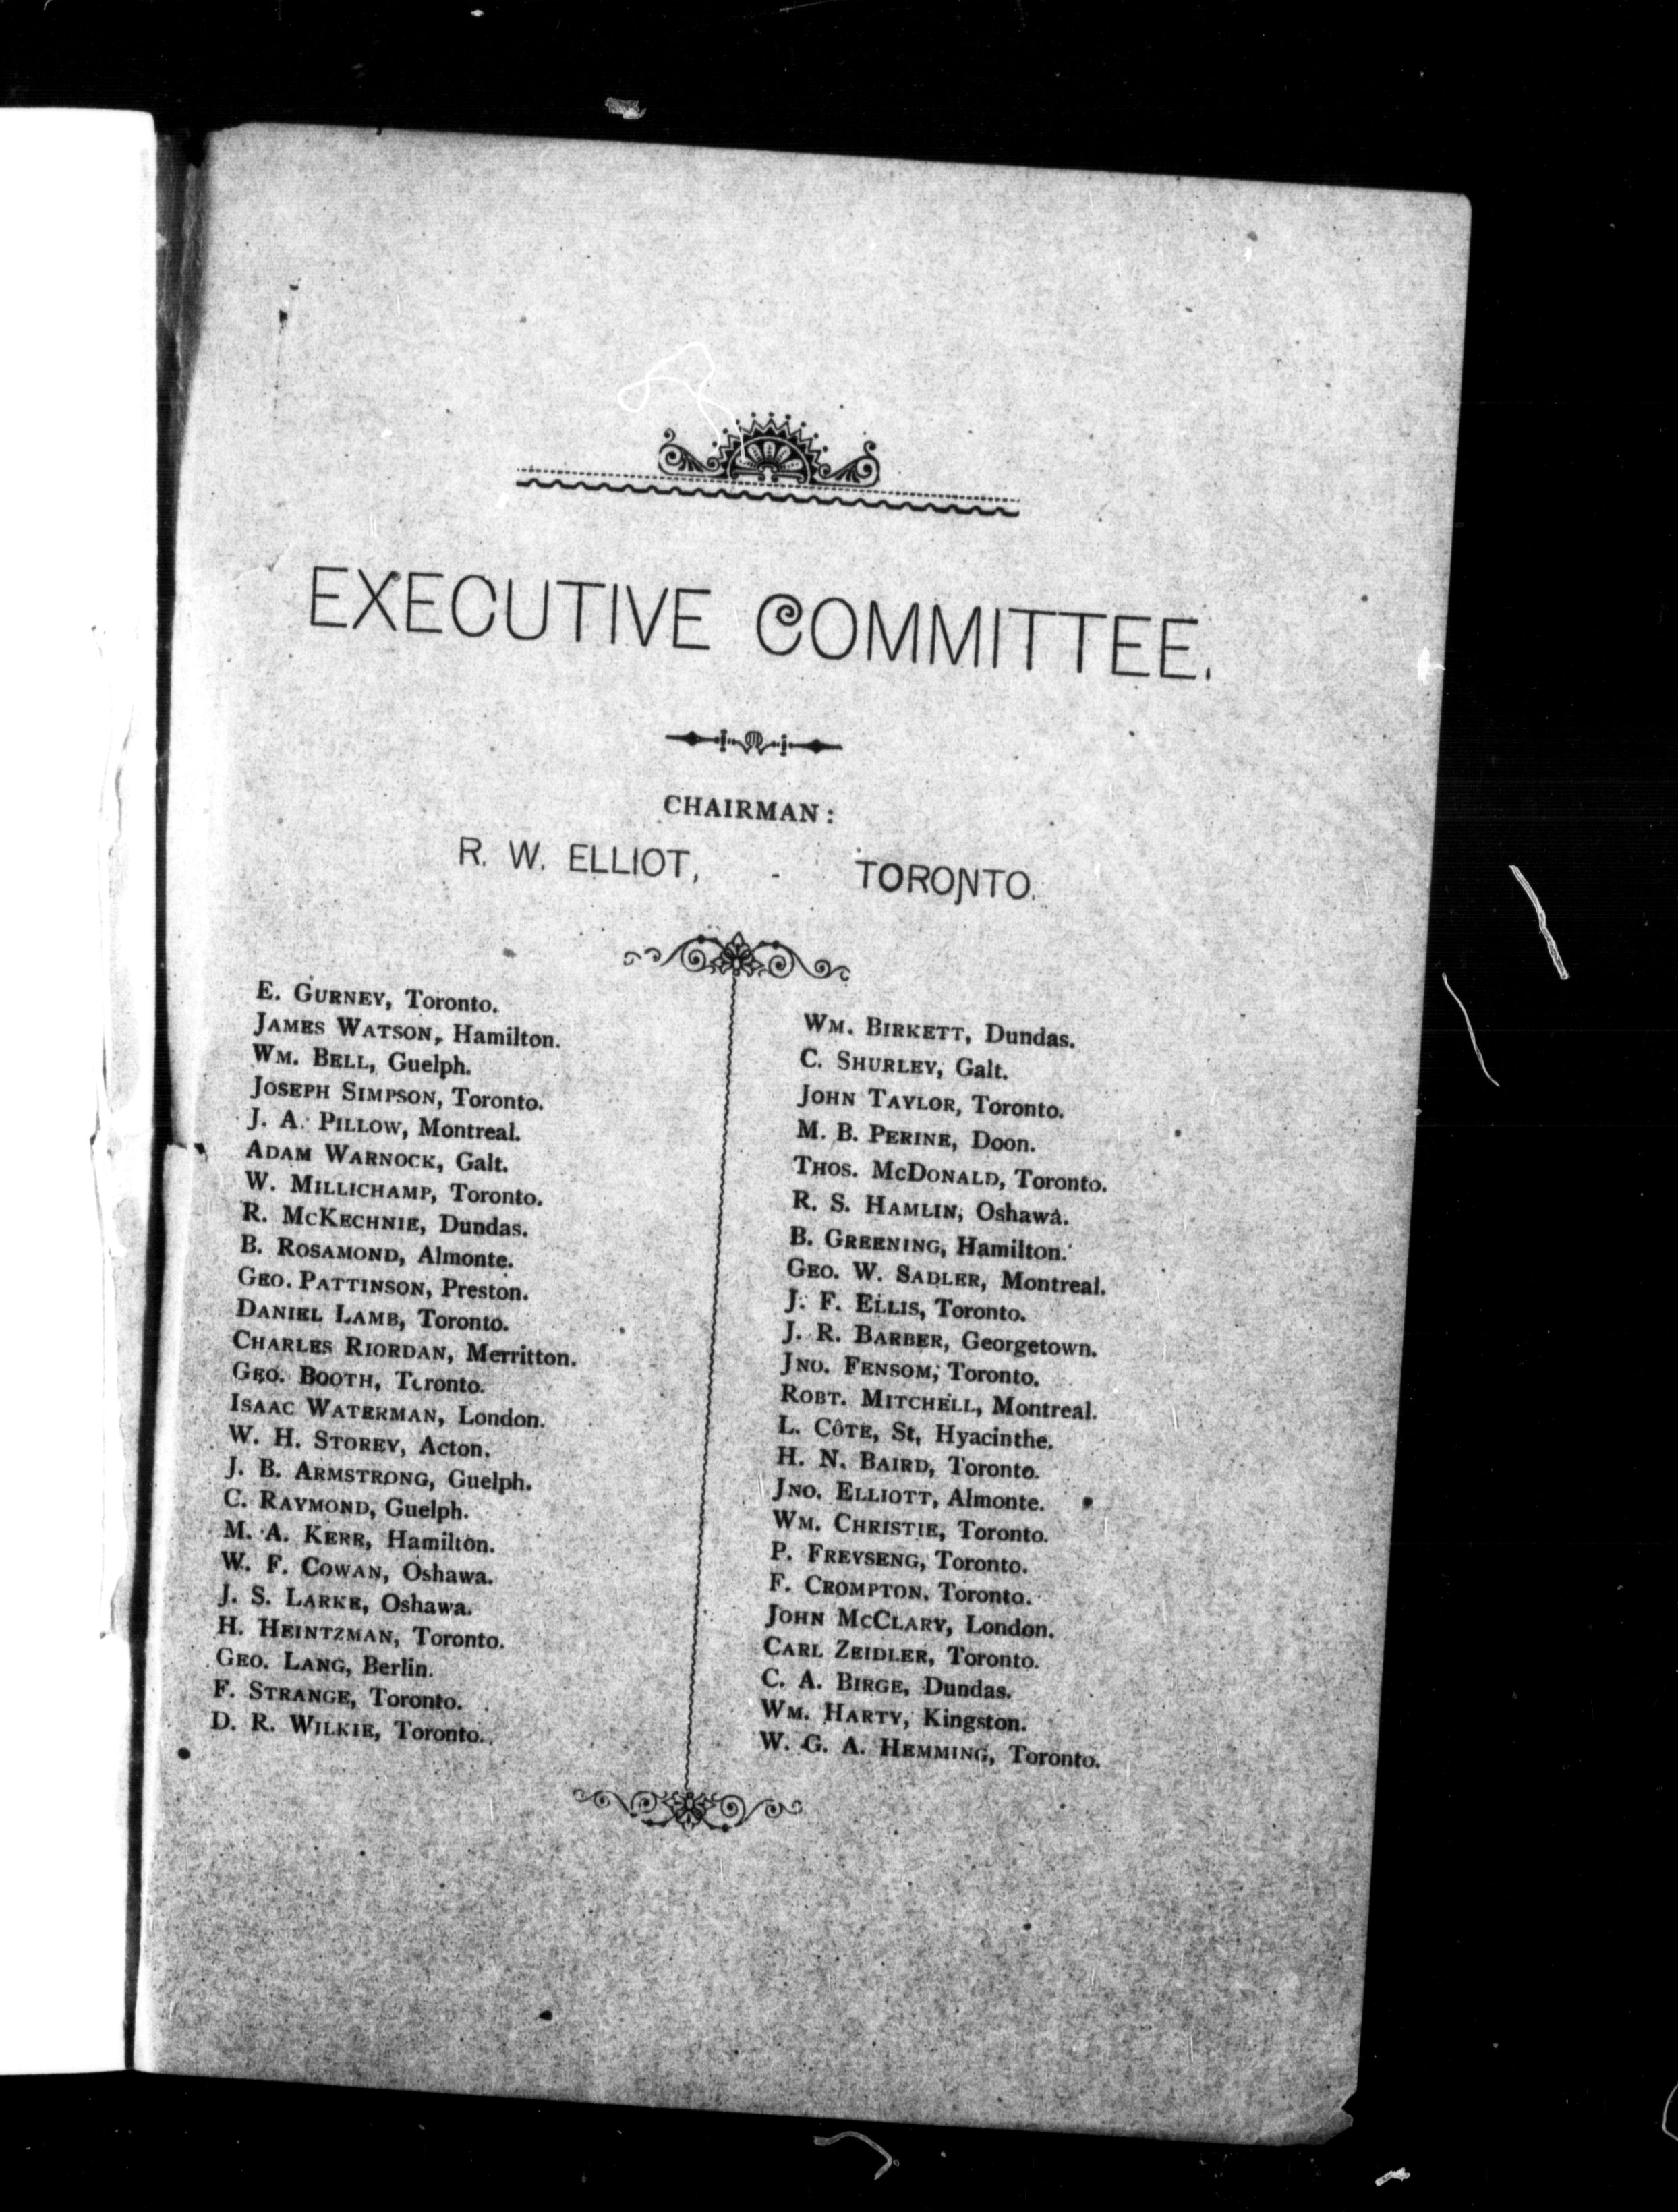 EXECUTIVE COMMITTEE.
CHAIRMAN:
R. W. ELLIOT, - TORONTO.
E. GURNEY, Toronto.
JAMES WATSON, Hamilton.
WM. BELL, Guelph.
JOSEPH SIMPSON, Toronto.
J. A. PILLOW, Montreal.
ADAM WARNOCK, Galt.
W. MILLICHAMP, Toronto.
R. MCKECHNIE, Dundas.
B. ROSAMOND, Almonte.
GEO. PATTINSON, Preston.
DANIEL LAMB, Toronto.
CHARLES RIORDAN, Merritton.
GEO. BOOTH, Toronto.
ISAAC WATERMAN, London.
W. H. STOREY, Acton.
J. B. ARMSTRONG, Guelph.
C. RAYMOND, Guelph.
M. A. KERR, Hamilton.
W. F. COWAN, Oshawa.
J. S. LARKE, Oshawa.
H. HEINTZMAN, Toronto.
GEO. LANG, Berlin.
F. STRANGE, Toronto.
D. R. WILKIE, Toronto.
WM. BIRKETT, Dundas.
C. SHURLEY, Galt.
JOHN TAYLOR, Toronto.
M. B. PERINE, Doon.
THOS. MCDONALD, Toronto.
R. S. HAMLIN, Oshawa.
B. GREENING, Hamilton.
GEO. W. SADLER, Montreal.
J. F. ELLIS, Toronto.
J. R. BARBER, Georgetown.
JNO. FENSOM, Toronto.
ROBT. MITCHELL, Montreal.
L. CÔTE, St, Hyacinthe.
H. N. BAIRD, Toronto.
JNO. ELLIOTT, Almonte.
WM. CHRISTIE, Toronto.
P. FREYSENG, Toronto.
F. CROMPTON, Toronto.
JOHN MCCLARY, London.
CARL ZEIDLER, Toronto.
C. A. BIRGE, Dundas.
WM. HARTY, Kingston.
W. G. A. HEMMING, Toronto.